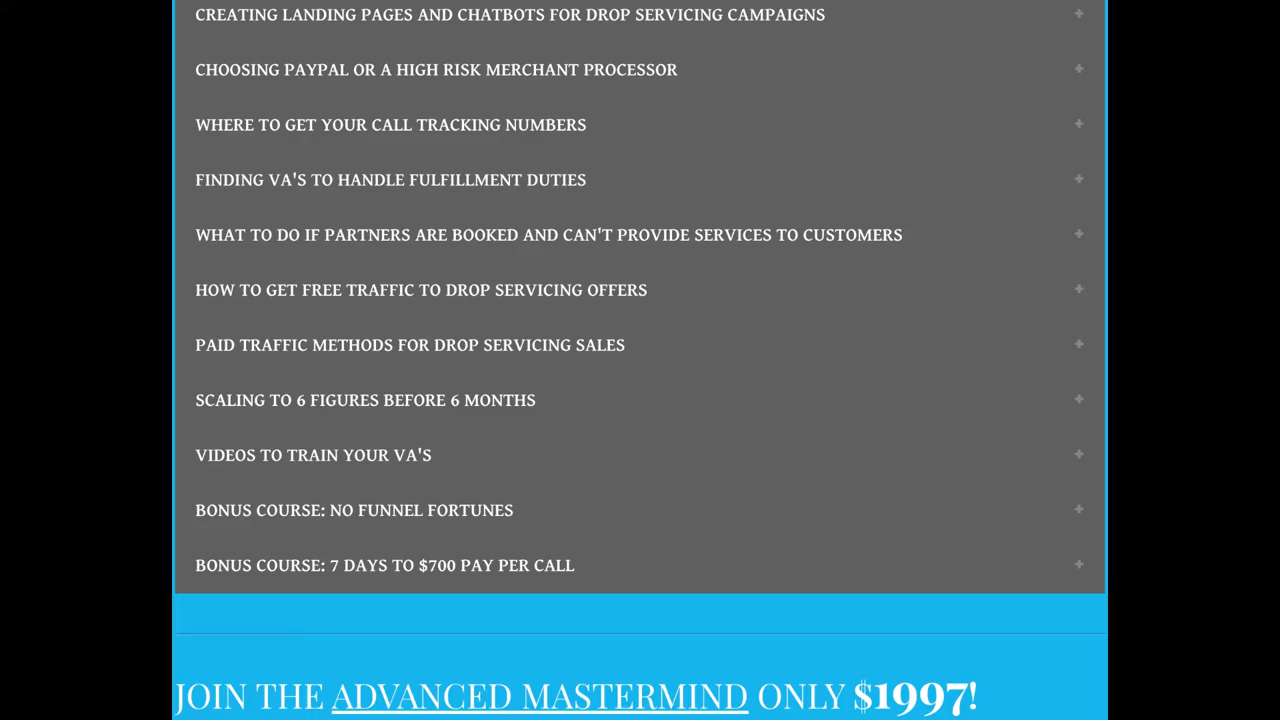 CREATING LANDING PAGES AND CHATBOTS FOR DROP SERVICING CAMPAIGNS
CHOOSING PAYPAL OR A HIGH RISK MERCHANT PROCESSOR
WHERE TO GET YOUR CALL TRACKING NUMBERS
FINDING VA'S TO HANDLE FULFILLMENT DUTIES
WHAT TO DO IF PARTNERS ARE BOOKED AND CAN'T PROVIDE SERVICES TO CUSTOMERS
HOW TO GET FREE TRAFFIC TO DROP SERVICING OFFERS
PAID TRAFFIC METHODS FOR DROP SERVICING SALES
SCALING TO 6 FIGURES BEFORE 6 MONTHS
VIDEOS TO TRAIN YOUR VA'S
BONUS COURSE: NO FUNNEL FORTUNES
BONUS COURSE: 7 DAYS TO $700 PAY PER CALL
JOIN THE ADVANCED MASTERMIND ONLY $1997!